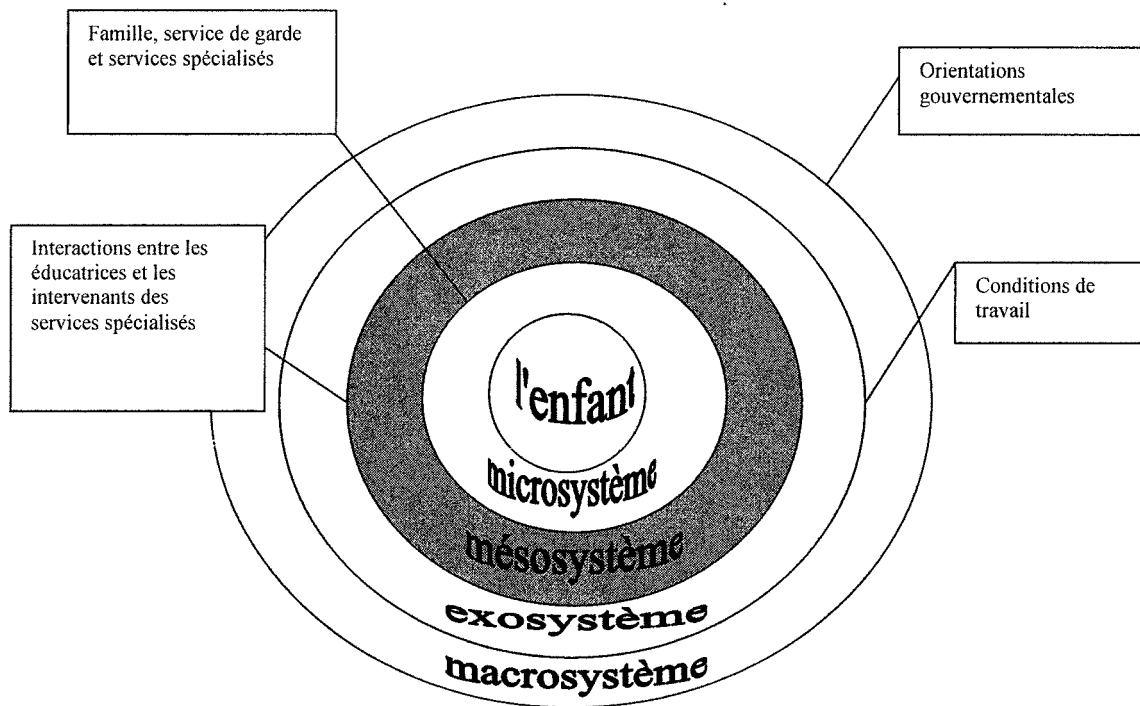 Famille, service de garde
et services spécialisés
Orientations
gouvernementales
Interactions entre les
éducatrices et les
intervenants des
services spécialisés
Conditions de
travail
l'enfant
microsystème
mésosystème
exosystème
macrosystème